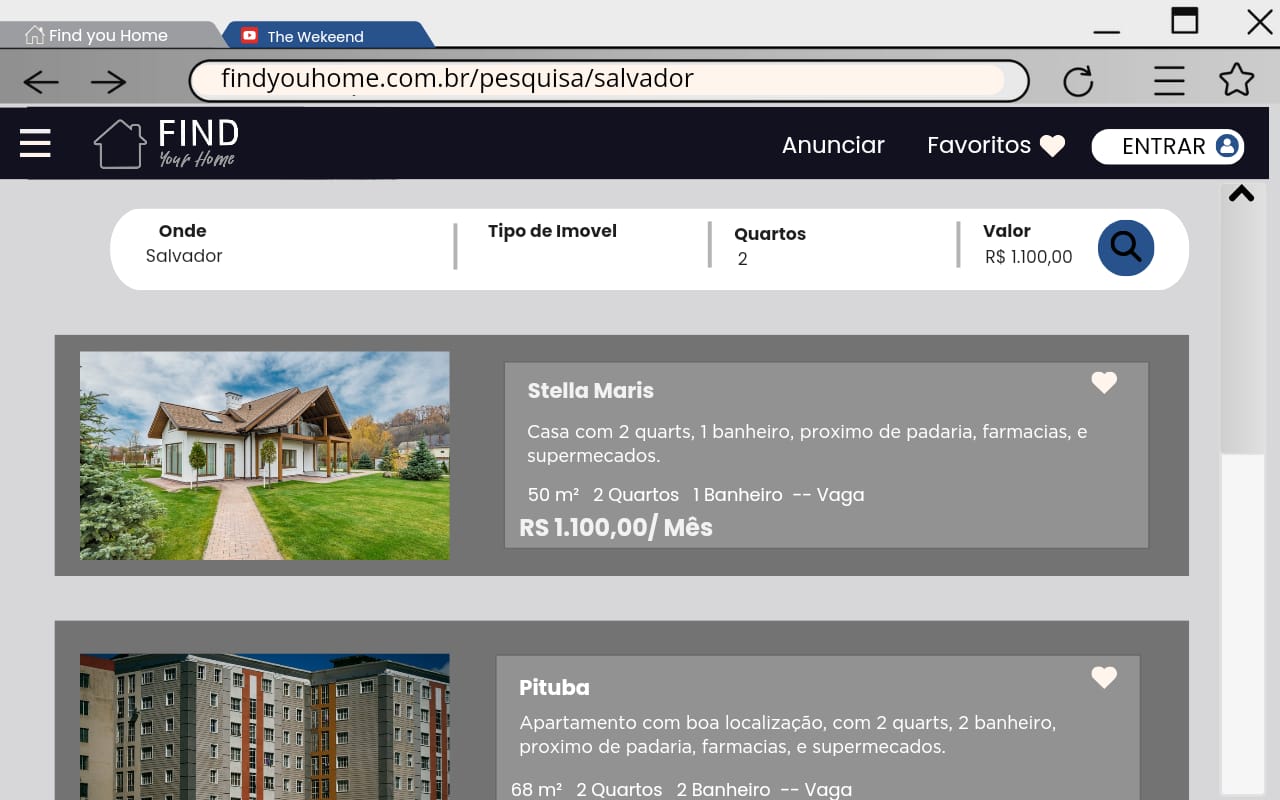 Find you Home
The Wekeend
findyouhome.com.br/pesquisa/salvador
FIND
Your Home
Anunciar
Favoritos
ENTRAR
Onde
Tipo de Imovel
Quartos
Valor
Salvador
2
R$ 1.100,00
Stella Maris
Casa com 2 quarts, 1 banheiro, proximo de padaria, farmacias, e
supermecados.
50 m² 2 Quartos 1 Banheiro -- Vaga
RS 1.100,00/ Mês
Pituba
Apartamento com boa localização, com 2 quarts, 2 banheiro,
proximo de padaria, farmacias, e supermecados.
68 m² 2 Quartos 2 Banheiro -- Vaga